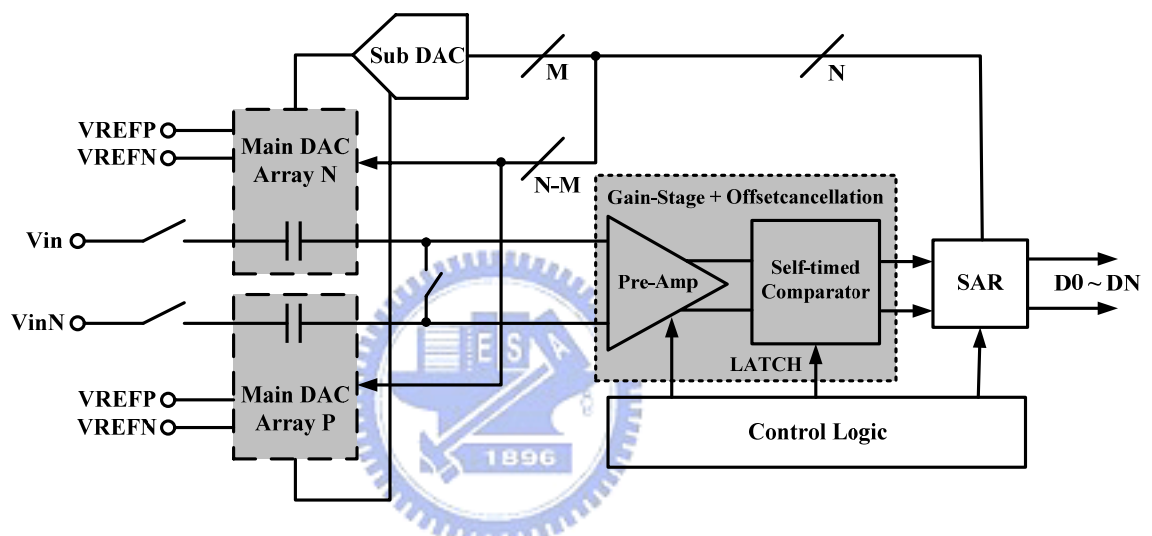 Sub DAC
M
N
VREFP
VREFN
Main DAC
Array N
N-M
Gain-Stage + Offsetcancellation
Vin
Pre-Amp
Self-timed
Comparator
SAR
D0 ~ DN
VinN
E S A
LATCH
VREFP
VREFN
Main DAC
Array P
Control Logic
1896